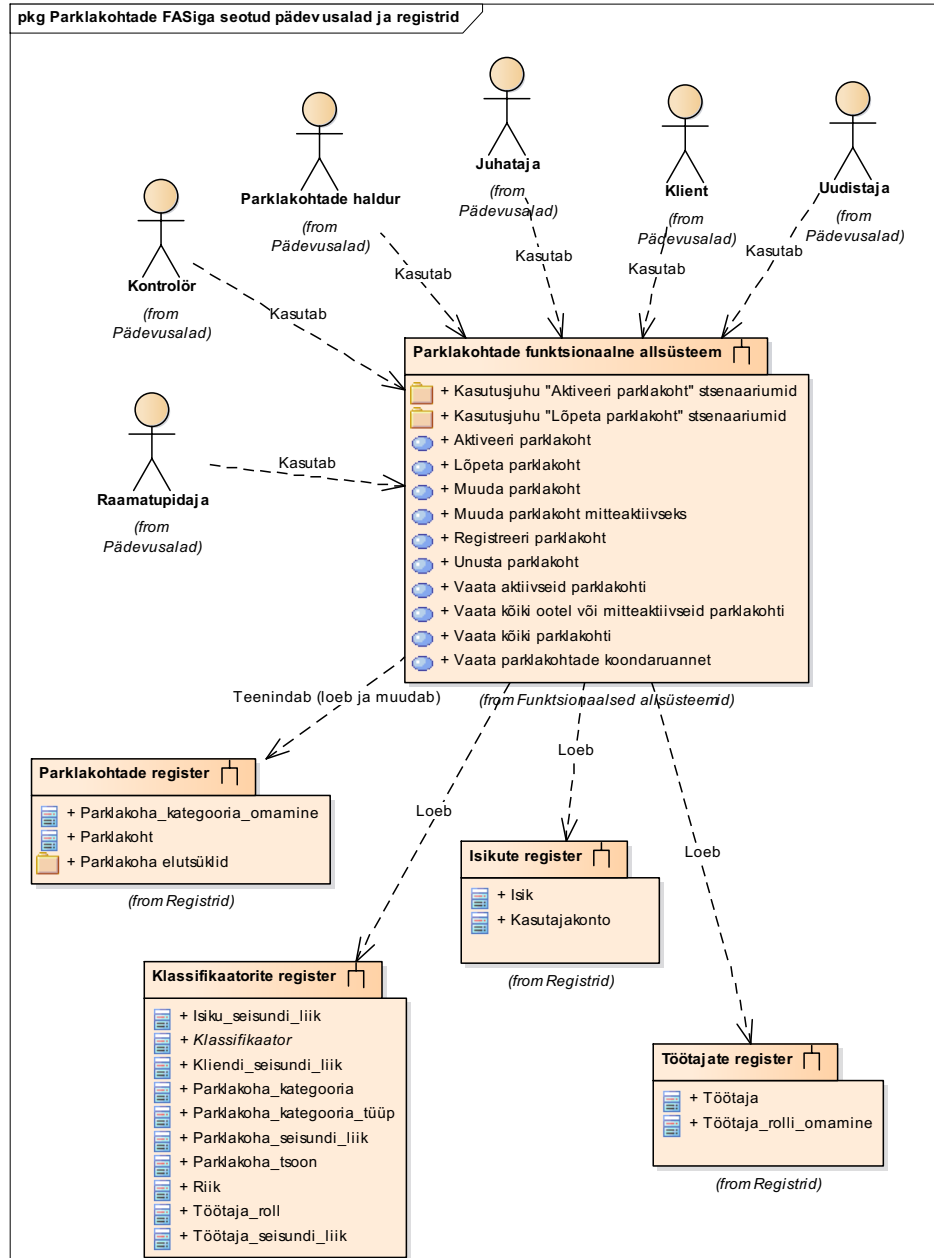 pkg Parklakohtade FASiga seotud pädevusalad ja registrid
Juhataja
(from
Pädevusalad)
Parklakohtade haldur
(from
Pädevusalad)
Klient
(from
Pädevusalad)
Uudistaja
(from
Pädevusalad)
Kontrolör
(from
Pädevusalad)
Kasutab
Kasutab
Kasutab
Kasutab
Kasutab
Raamatupidaja
(from
Pädevusalad)
Kasutab
Parklakohtade funktsionaalne allsüsteem
+ Kasutusjuhu "Aktiveeri parklakoht" stsenaariumid
+ Kasutusjuhu "Lõpeta parklakoht" stsenaariumid
+ Aktiveeri parklakoht
+ Lõpeta parklakoht
+ Muuda parklakoht
+ Muuda parklakoht mitteaktiivseks
+ Registreeri parklakoht
+ Unusta parklakoht
+ Vaata aktiivseid parklakohti
+ Vaata kõiki ootel või mitteaktiivseid parklakohti
+ Vaata kõiki parklakohti
+ Vaata parklakohtade koondaruannet
(from Funktsionaalsed allsüsteemid)
Teenindab (loeb ja muudab)
Loeb
Loeb
Loeb
Parklakohtade register
+ Parklakoha_kategooria_omamine
+ Parklakoht
+ Parklakoha elutsüklid
(from Registrid)
Isikute register
+ Isik
+ Kasutajakonto
(from Registrid)
Klassifikaatorite register
+ Isiku_seisundi_liik
+ Klassifikaator
+ Kliendi_seisundi_liik
+ Parklakoha_kategooria
+ Parklakoha_kategooria_tüüp
+ Parklakoha_seisundi_liik
+ Parklakoha_tsoon
+ Riik
+ Töötaja_roll
+ Töötaja_seisundi_liik
Töötajate register
+ Töötaja
+ Töötaja_rolli_omamine
(from Registrid)